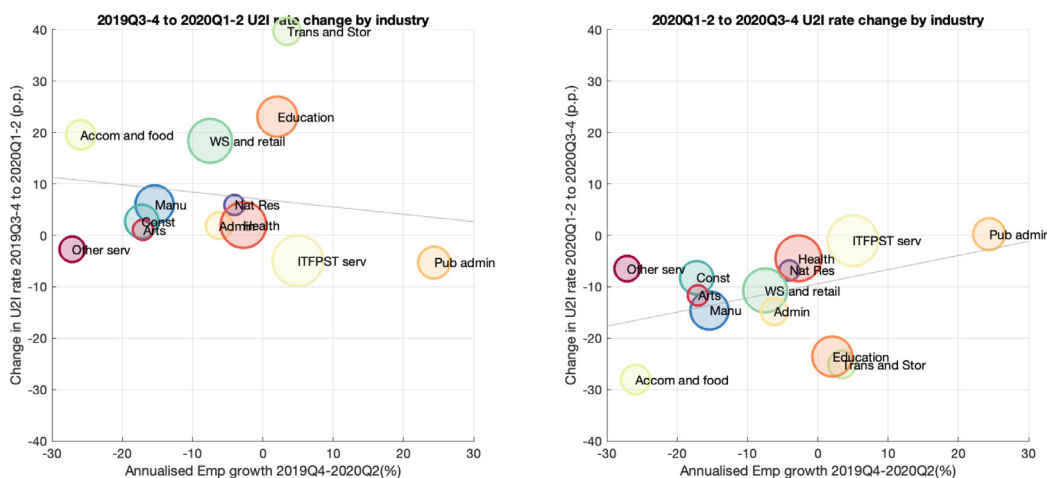 2019Q3-4 to 2020Q1-2 U2I rate change by industry
Trans and Stor
Education
Accom and food
WS and retail
Manu
Nat Res
Const
Admin
Health
Arts
Other serv
ITFPST serv
Pub admin
40
30
20
10
0
-10
-20
-30
-40
-30
-20
-10
0
10
20
30
Change in U2I rate 2019Q3-4 to 2020Q1-2 (p.p.)
Annualised Emp growth 2019Q4-2020Q2(%)
2020Q1-2 to 2020Q3-4 U2I rate change by industry
ITFPST serv
Pub admin
Health
Other serv
Nat Res
Const
WS and retail
Arts
Manu
Admin
Education
Trans and Stor
Accom and food
40
30
20
10
0
-10
-20
-30
-40
-30
-20
-10
0
10
20
30
Change in U2I rate 2020Q1-2 to 2020Q3-4 (p.p.)
Annualised Emp growth 2019Q4-2020Q2(%)